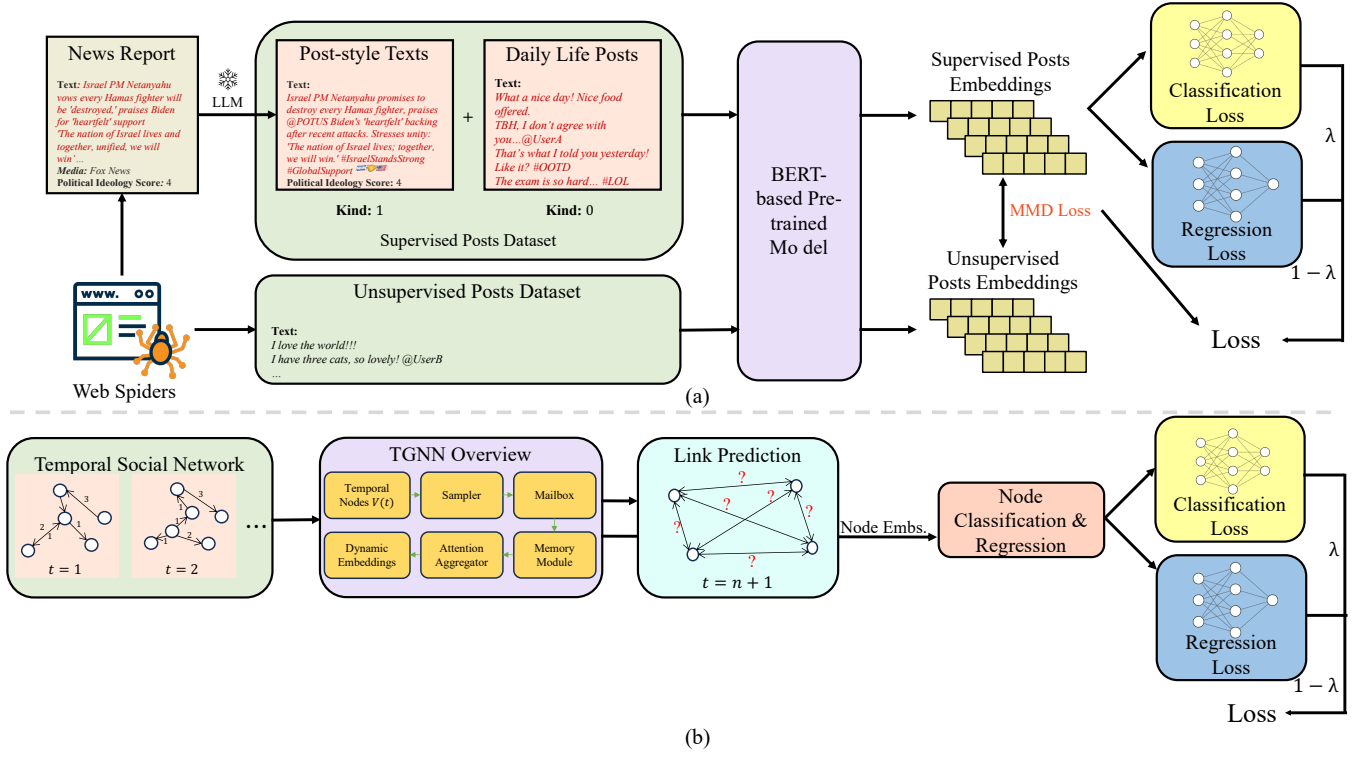 News Report
Text: Israel PM Netanyahu
vows every Hamas fighter will
be 'destroyed,' praises Biden
for 'heartfelt' support
'The nation of Israel lives and
together, unified, we will
win'…
Media: Fox News
Political Ideology Score: 4
LLM
Post-style Texts
Text:
Israel PM Netanyahu promises to
destroy every Hamas fighter, praises
@POTUS Biden's 'heartfelt' backing
after recent attacks. Stresses unity:
'The nation of Israel lives; together,
we will win.' #IsraelStandsStrong
#GlobalSupport
Political Ideology Score: 4
Kind: 1
+
Daily Life Posts
Text:
What a nice day! Nice food
offered.
TBH, I don't agree with
you…@UserA
That's what I told you yesterday!
Like it? #OOTD
The exam is so hard… #LOL
Kind: 0
Supervised Posts Dataset
Unsupervised Posts Dataset
Text:
I love the world!!!
I have three cats, so lovely! @UserB
…
www.
Web Spiders
BERT-
based Pre-
trained
Mo del
Supervised Posts
Embeddings
MMD Loss
Unsupervised
Posts Embeddings
Classification
Loss
λ
Regression
Loss
1 − λ
Loss
(a)
Temporal Social Network
3
2
1
1
t = 1
3
1
1
1
2
t = 2
…
TGNN Overview
Temporal
Nodes V(t)
Sampler
Mailbox
Dynamic
Embeddings
Attention
Aggregator
Memory
Module
Link Prediction
?
?
?
?
?
?
t = n + 1
Node Embs.
Node
Classification &
Regression
Classification
Loss
λ
Regression
Loss
1 − λ
Loss
(b)